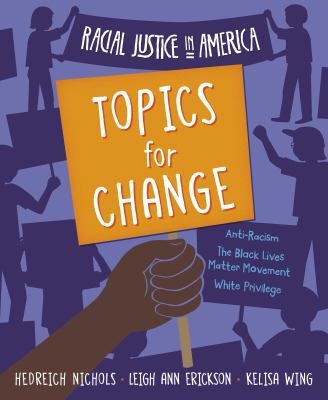 RACIAL JUSTICE IN AMERICA
TOPICS
for
CHANGE
Anti-Racism
The Black Lives
Matter Movement
White Privilege
HEDREICH NICHOLS • LEIGH ANN ERICKSON • KELISA WING